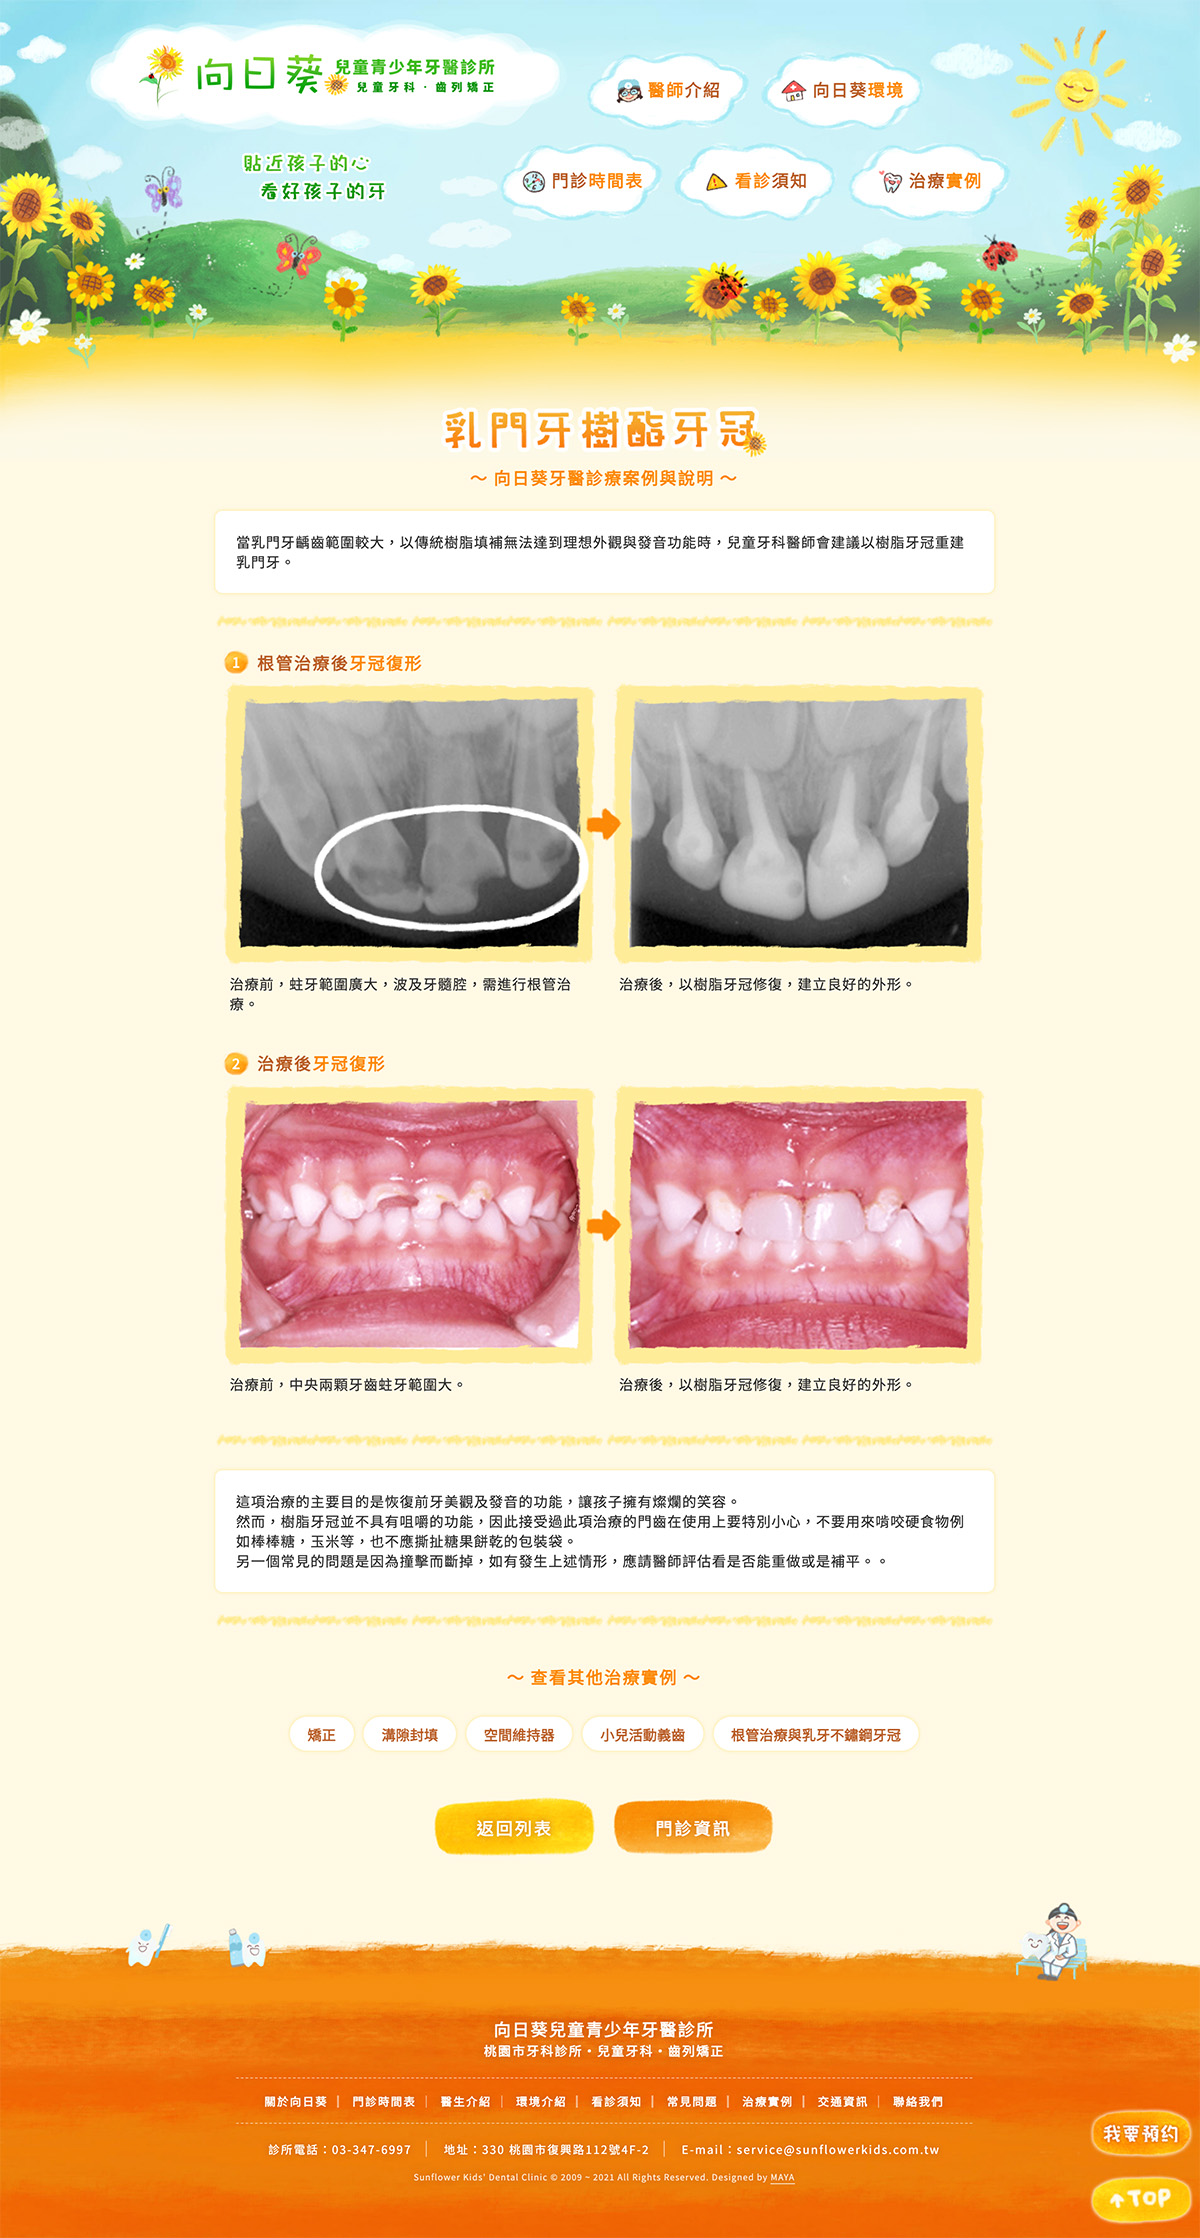 向日葵 兒童青少年牙醫診所
兒童牙科·齒列矯正
醫師介紹
向日葵環境
貼近孩子的心
看好孩子的牙
門診時間表
看診須知
治療實例
乳門牙樹酯牙冠
～ 向日葵牙醫診療案例與說明 ～
當乳門牙齲齒範圍較大，以傳統樹脂填補無法達到理想外觀與發音功能時，兒童牙科醫師會建議以樹脂牙冠重建
乳門牙。
1 根管治療後牙冠復形
治療前，蛀牙範圍廣大，波及牙髓腔，需進行根管治
療。
治療後，以樹脂牙冠修復，建立良好的外形。
2 治療後牙冠復形
治療前，中央兩顆牙齒蛀牙範圍大。
治療後，以樹脂牙冠修復，建立良好的外形。
這項治療的主要目的是恢復前牙美觀及發音的功能，讓孩子擁有燦爛的笑容。
然而，樹脂牙冠並不具有咀嚼的功能，因此接受過此項治療的門齒在使用上要特別小心，不要用來啃咬硬食物例
如棒棒糖，玉米等，也不應撕扯糖果餅乾的包裝袋。
另一個常見的問題是因為撞擊而斷掉，如有發生上述情形，應請醫師評估看是否能重做或是補平。。
～ 查看其他治療實例 ～
矯正
溝隙封填
空間維持器
小兒活動義齒
根管治療與乳牙不鏽鋼牙冠
返回列表
門診資訊
向日葵兒童青少年牙醫診所
桃園市牙科診所・兒童牙科・齒列矯正
關於向日葵 | 門診時間表 | 醫生介紹 | 環境介紹 | 看診須知 | 常見問題 | 治療實例 | 交通資訊 | 聯絡我們
我要預約
診所電話：03-347-6997 | 地址：330 桃園市復興路112號4F-2 | E-mail：service@sunflowerkids.com.tw
Sunflower Kids' Dental Clinic © 2009 ~ 2021 All Rights Reserved. Designed by MAYA
TOP